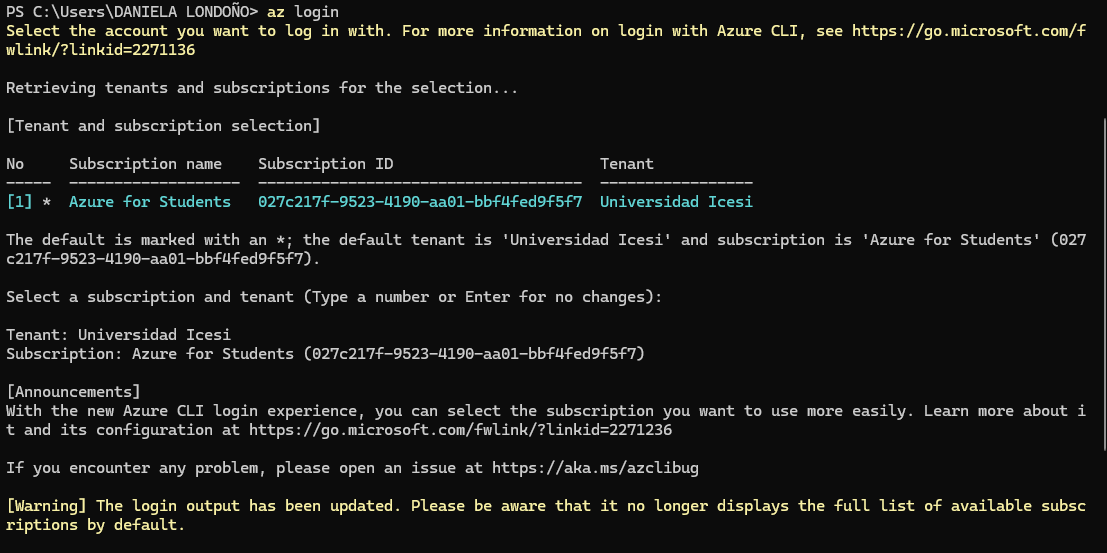 PS C:\Users\DANIELA LONDOÑO> az login
Select the account you want to log in with. For more information on login with Azure CLI, see https://go.microsoft.com/f
wlink/?linkid=2271136
Retrieving tenants and subscriptions for the selection...
[Tenant and subscription selection]
No     Subscription name    Subscription ID                       Tenant
-----  -------------------  ------------------------------------  -----------------
[1] *  Azure for Students   027c217f-9523-4190-aa01-bbf4fed9f5f7  Universidad Icesi
The default is marked with an *; the default tenant is 'Universidad Icesi' and subscription is 'Azure for Students' (027
c217f-9523-4190-aa01-bbf4fed9f5f7).
Select a subscription and tenant (Type a number or Enter for no changes):
Tenant: Universidad Icesi
Subscription: Azure for Students (027c217f-9523-4190-aa01-bbf4fed9f5f7)
[Announcements]
With the new Azure CLI login experience, you can select the subscription you want to use more easily. Learn more about i
t and its configuration at https://go.microsoft.com/fwlink/?linkid=2271236
If you encounter any problem, please open an issue at https://aka.ms/azclibug
[Warning] The login output has been updated. Please be aware that it no longer displays the full list of available subsc
riptions by default.